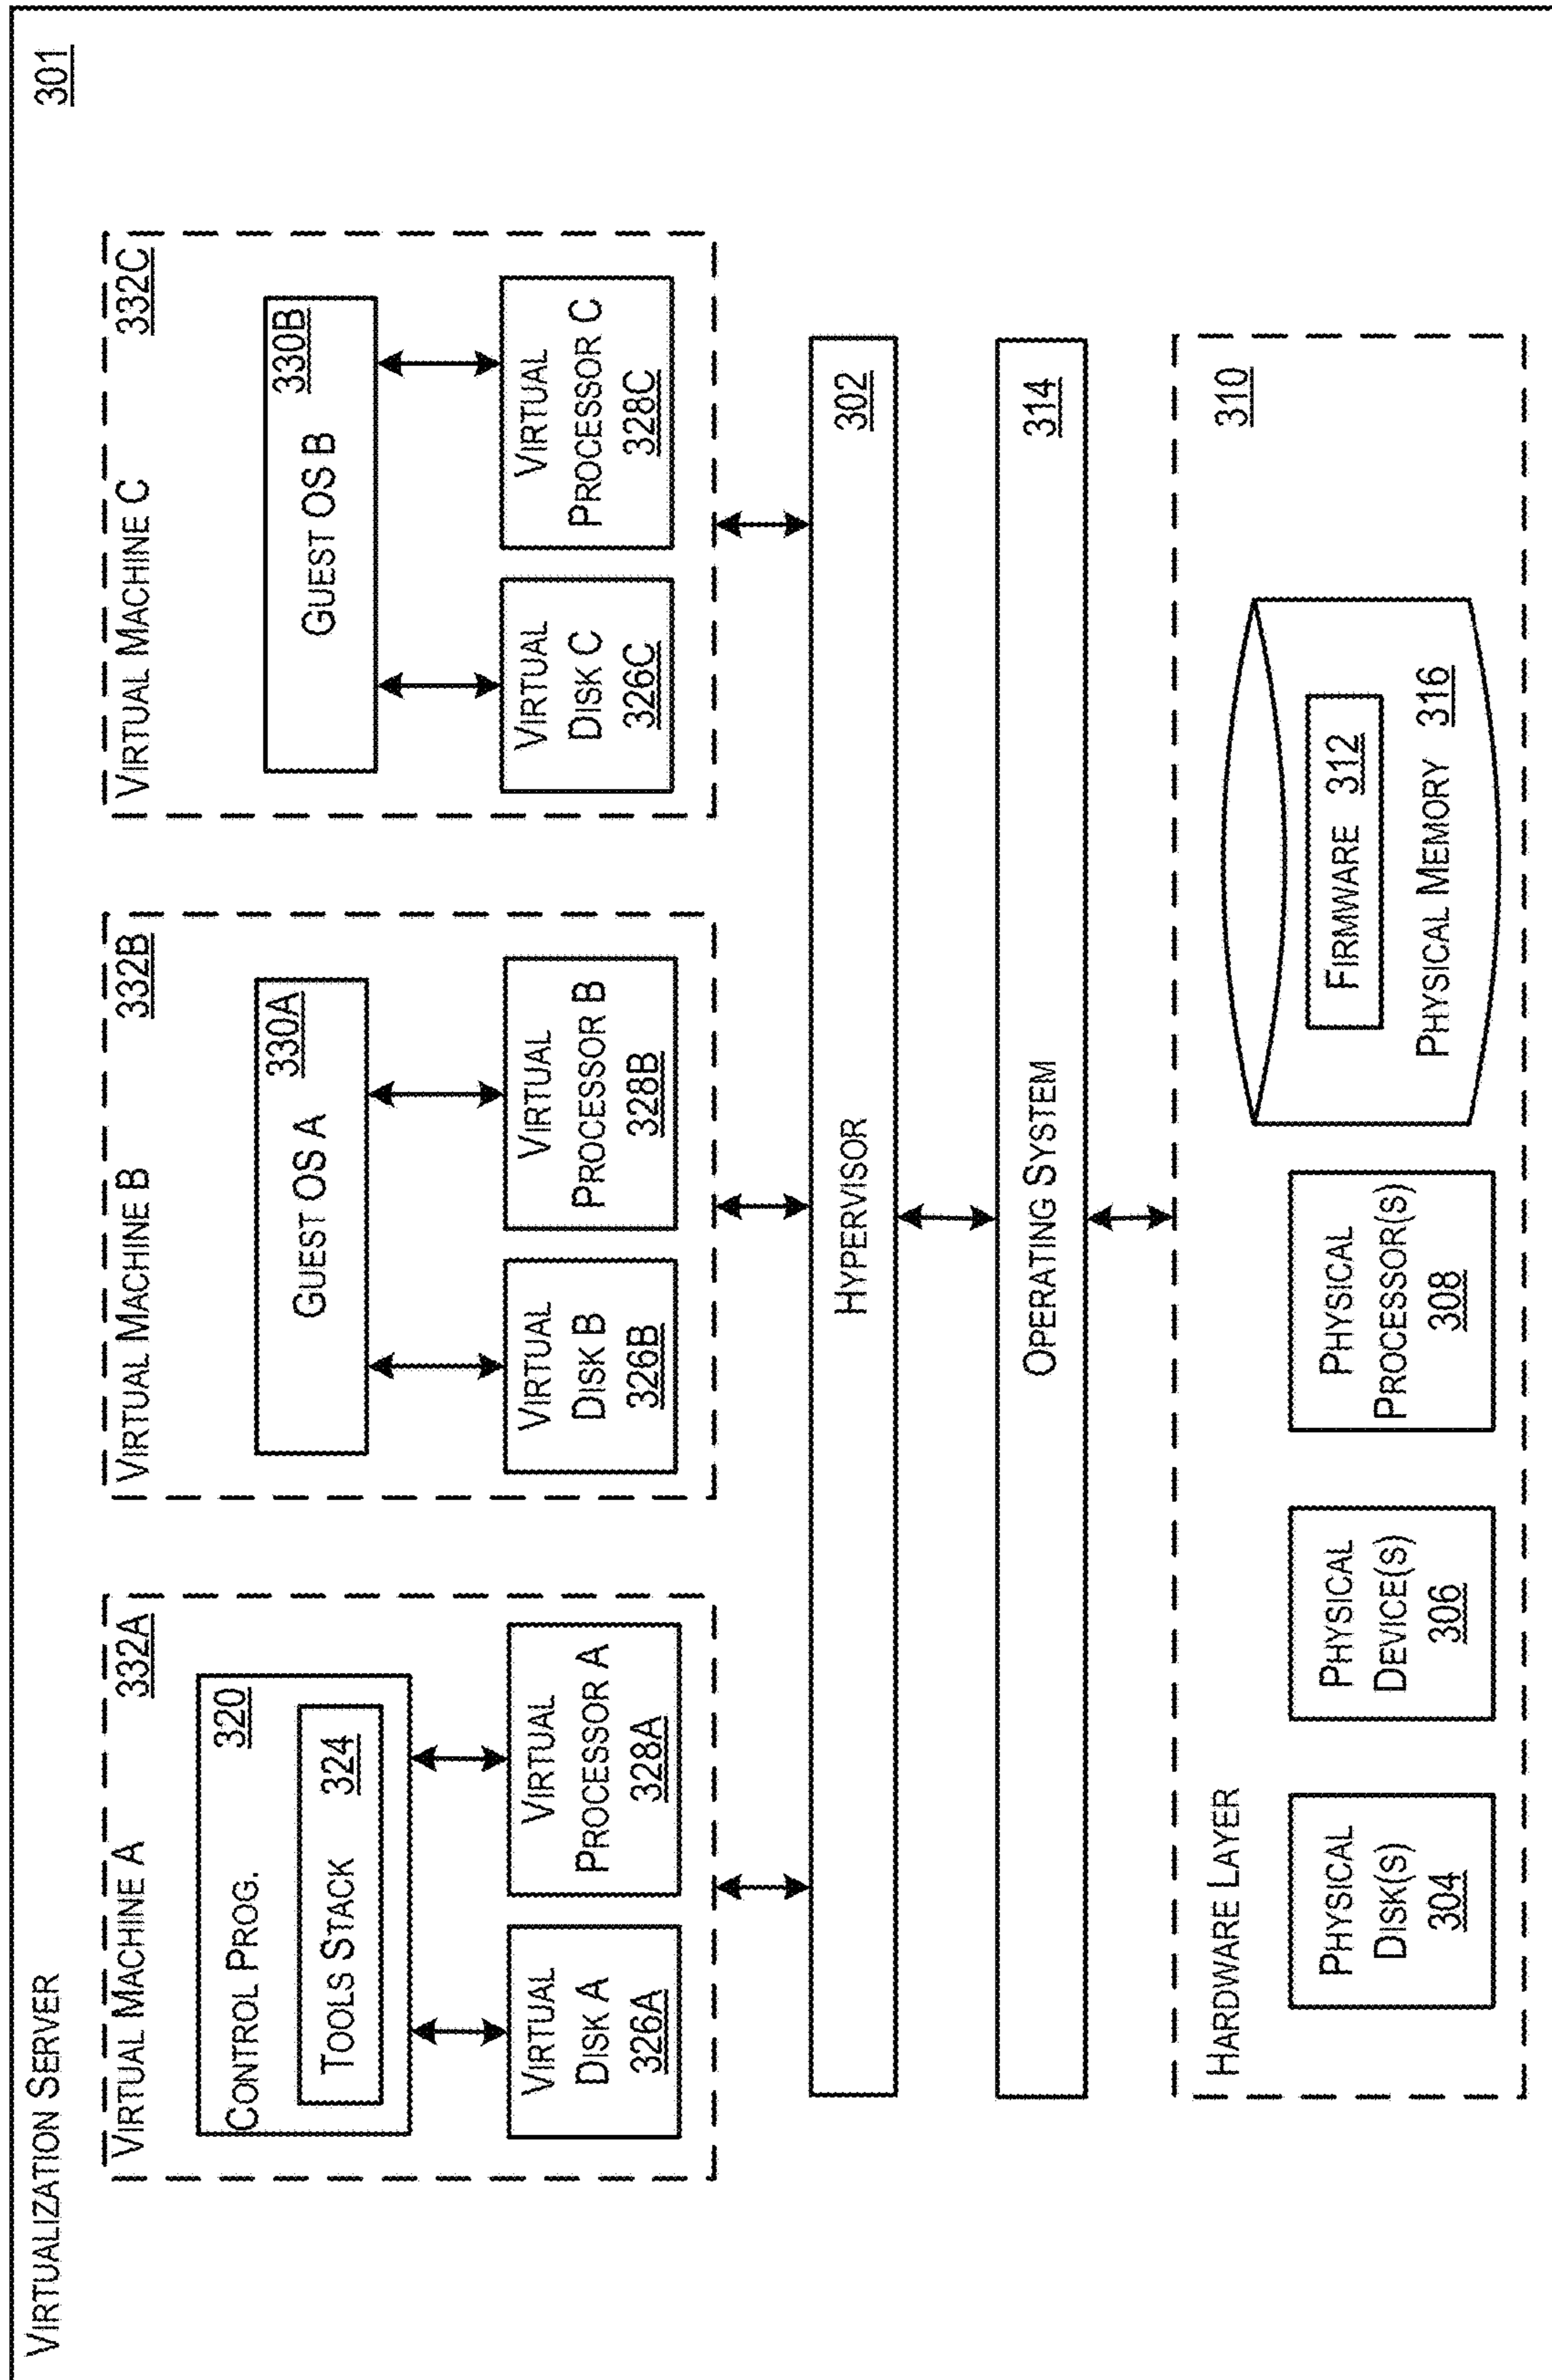 VIRTUALIZATION SERVER
301
VIRTUAL MACHINE A
332A
CONTROL PROG.
320
TOOLS STACK
324
VIRTUAL
DISK A
326A
VIRTUAL
PROCESSOR A
328A
VIRTUAL MACHINE B
332B
GUEST OS A
330A
VIRTUAL
DISK B
326B
VIRTUAL
PROCESSOR B
328B
VIRTUAL MACHINE C
332C
GUEST OS B
330B
VIRTUAL
DISK C
326C
VIRTUAL
PROCESSOR C
328C
HYPERVISOR
302
OPERATING SYSTEM
314
HARDWARE LAYER
310
PHYSICAL
DISK(S)
304
PHYSICAL
DEVICE(S)
306
PHYSICAL
PROCESSOR(S)
308
FIRMWARE 312
PHYSICAL MEMORY 316